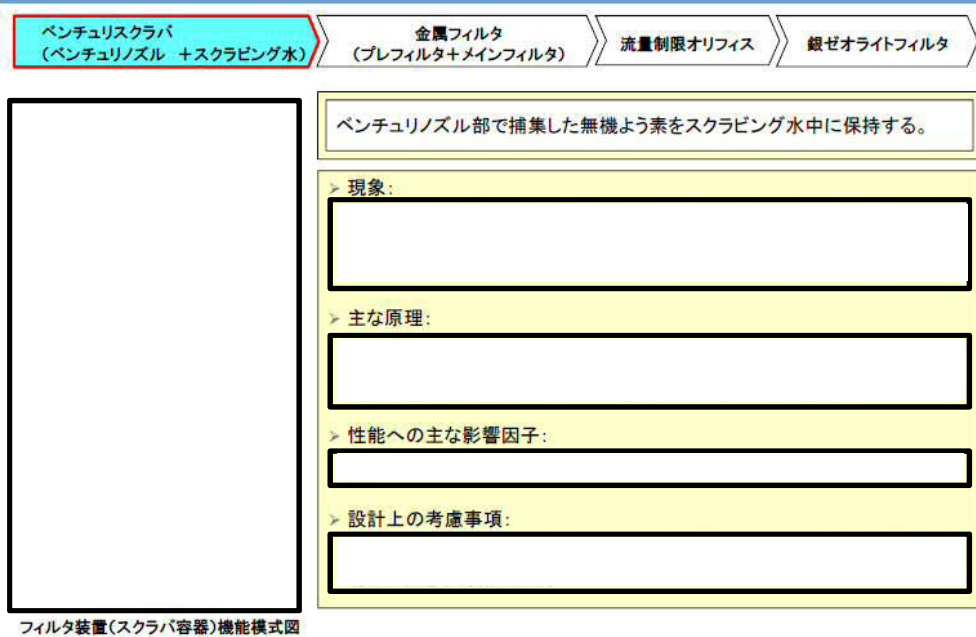 ベンチュリスクラバ
(ベンチュリノズル ＋スクラビング水)
金属フィルタ
(プレフィルタ＋メインフィルタ)
流量制限オリフィス
銀ゼオライトフィルタ
ベンチュリノズル部で捕集した無機よう素をスクラビング水中に保持する。
➢ 現象:
➢ 主な原理:
➢ 性能への主な影響因子:
➢ 設計上の考慮事項:
フィルタ装置(スクラバ容器)機能模式図